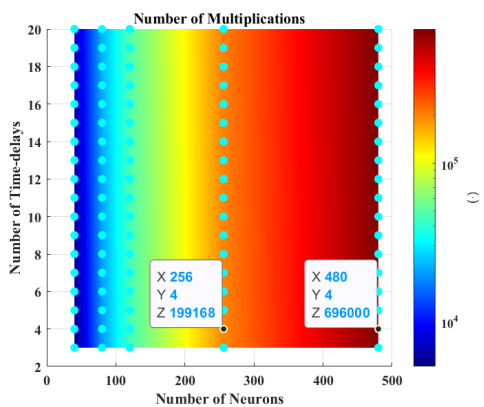 Number of Multiplications
20
18
16
14
12
10
8
6
4
2
Number of Time-delays
X 256
Y 4
Z 199168
X 480
Y 4
Z 696000
0
100
200
300
400
500
Number of Neurons
10^5
10^4
(·)